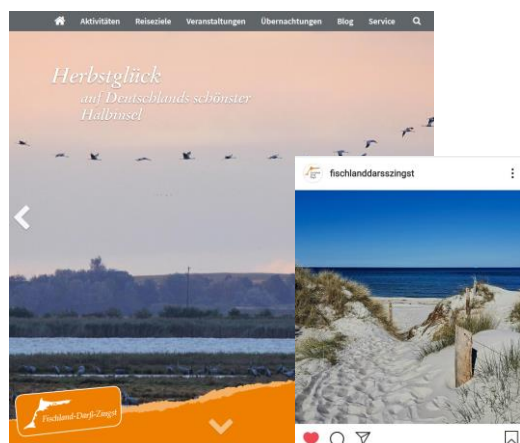 Aktivitäten Reiseziele Veranstaltungen Übernachtungen Blog Service
Herbstglück
auf Deutschlands schönster
Halbinsel
fischlanddarsszingst
Fischland-Darß-Zingst